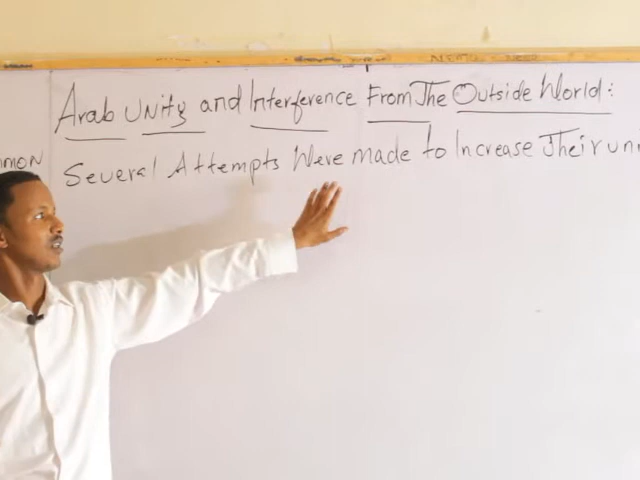 Arab Unity and Interference From The Outside World:
Several Attempts Were made to Increase Their